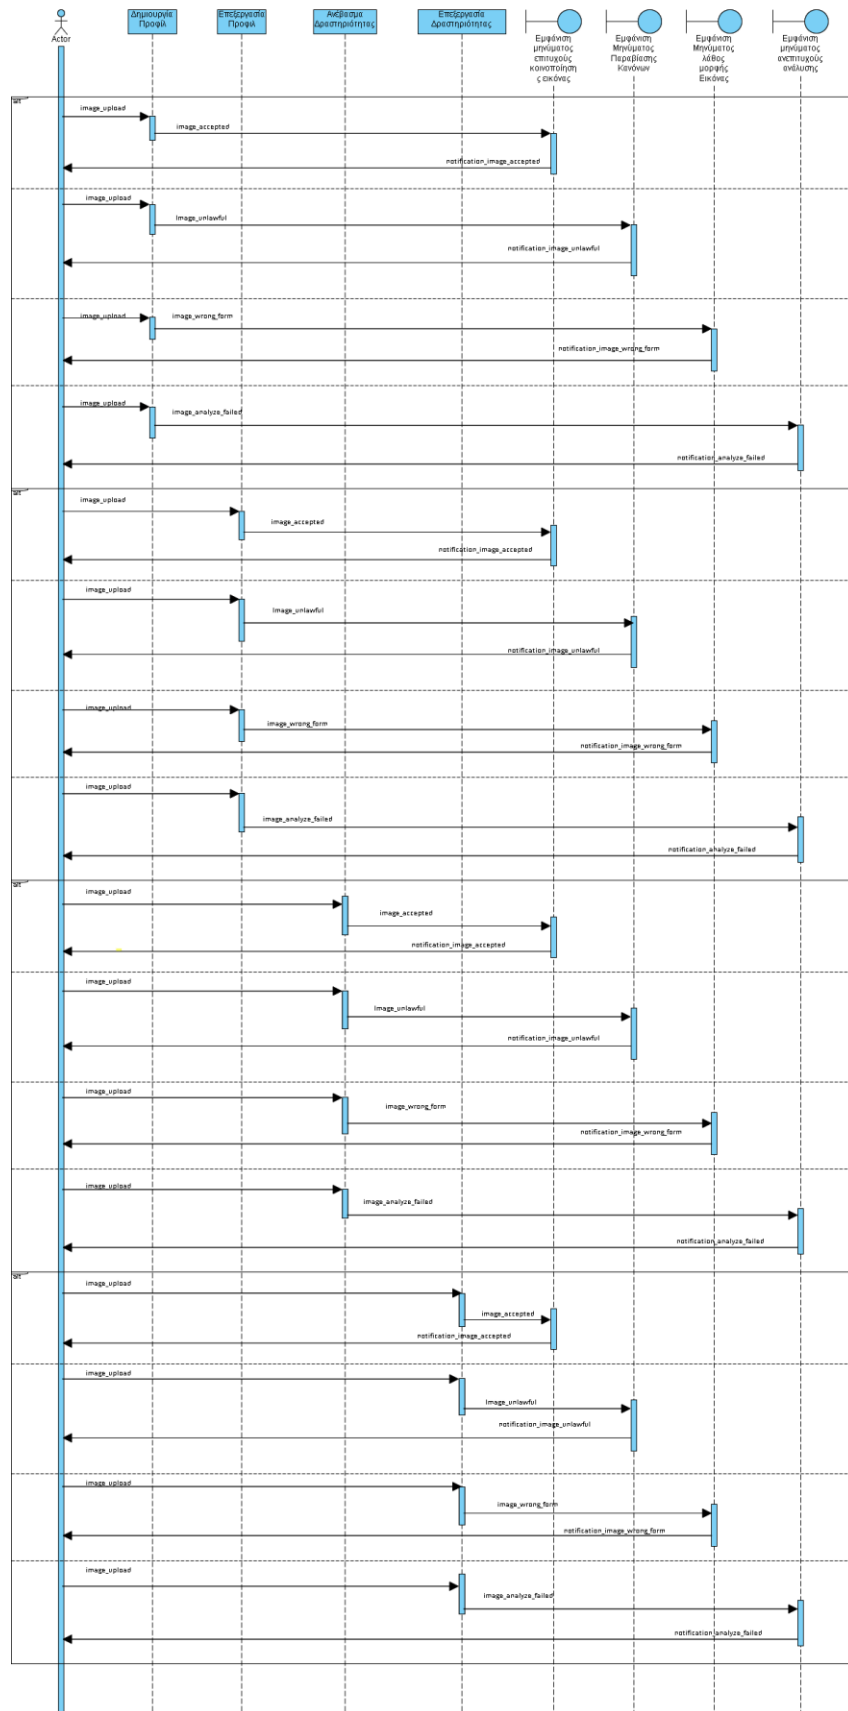 Actor
Δημιουργία
Προφίλ
Επεξεργασία
Προφιλ
Ανέβασμα
Δραστηριότητας
Επεξεργασία
Δραστηριότητας
Εμφάνιση
μηνύματος
επιτυχούς
κοινοποίηση
ς εικόνας
Εμφάνιση
Μηνύματος
Παραβίασης
Κανόνων
Εμφάνιση
Μηνύματος
λάθος
μορφής
Εικόνας
Εμφάνιση
μηνύματος
ανεπιτυχούς
ανάλυσης
alt
image_upload
image_accepted
notification_image_accepted
image_upload
Image_unlawful
notification_image_unlawful
image_upload
image_wrong_form
notification_image_wrong_form
image_upload
image_analyze_failed
notification_analyze_failed
alt
image_upload
image_accepted
notification_image_accepted
image_upload
Image_unlawful
notification_image_unlawful
image_upload
image_wrong_form
notification_image_wrong_form
image_upload
image_analyze_failed
notification_analyze_failed
alt
image_upload
image_accepted
notification_image_accepted
image_upload
Image_unlawful
notification_image_unlawful
image_upload
image_wrong_form
notification_image_wrong_form
image_upload
image_analyze_failed
notification_analyze_failed
alt
image_upload
image_accepted
notification_image_accepted
image_upload
Image_unlawful
notification_image_unlawful
image_upload
image_wrong_form
notification_image_wrong_form
image_upload
image_analyze_failed
notification_analyze_failed